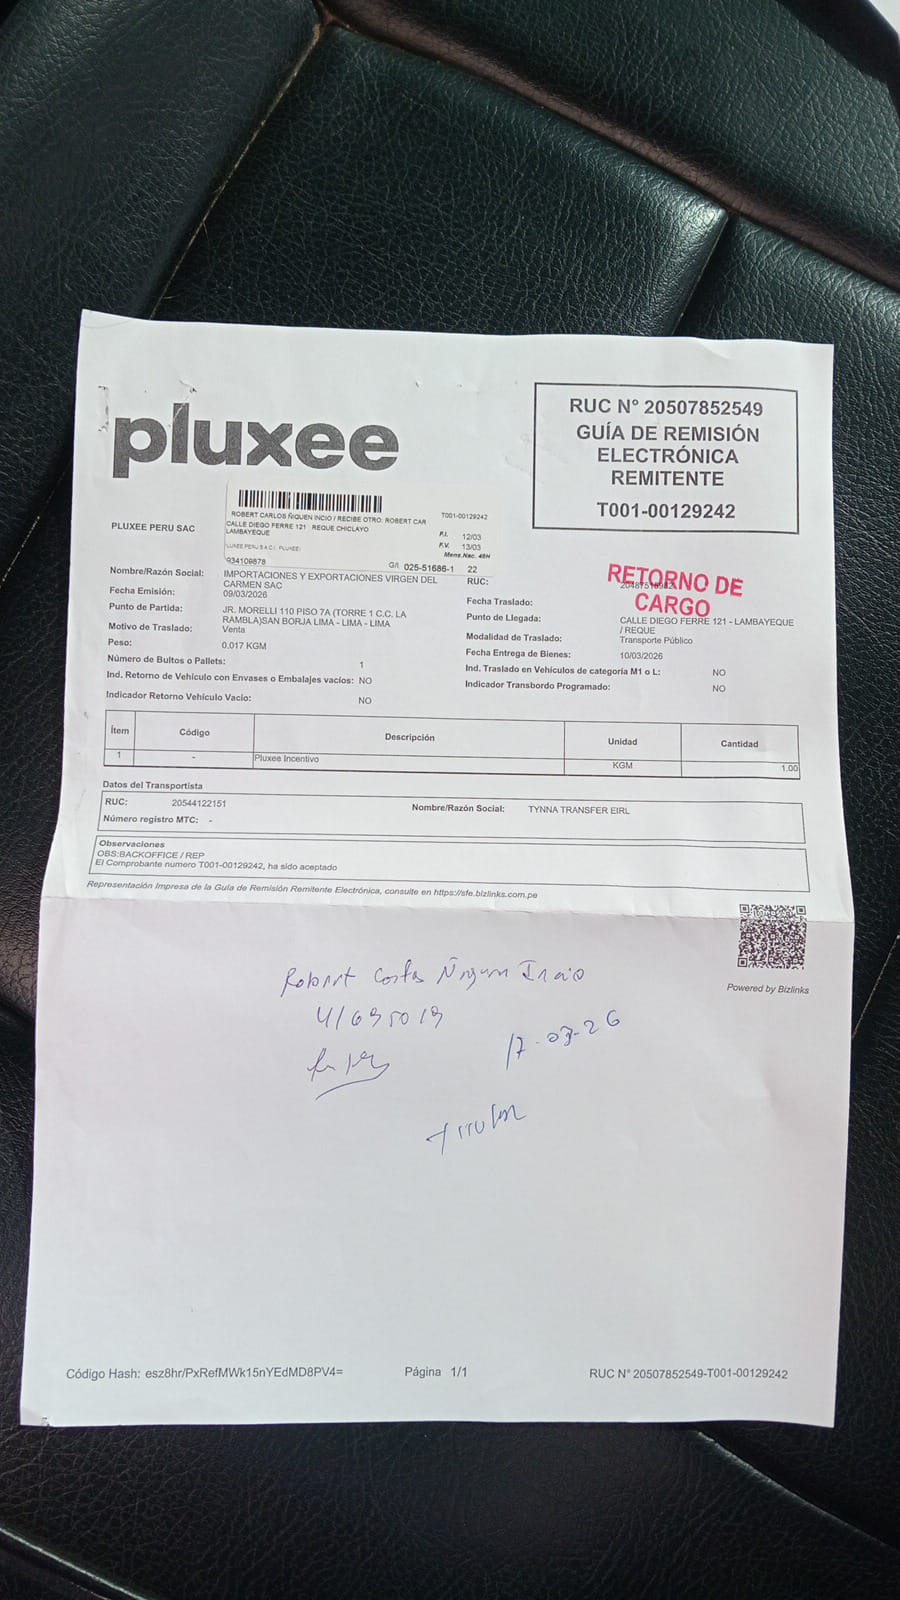 pluxee
RUC N° 20507852549
GUÍA DE REMISIÓN
ELECTRÓNICA
REMITENTE
T001-00129242
PLUXEE PERU SAC
ROBERT CARLOS ÑIQUEN INCIO / RECIBE OTRO: ROBERT CAR
T001-00129242
CALLE DIEGO FERRE 121 REQUE CHICLAYO
LAMBAYEQUE
F.I. 12/03
F.V. 13/03
Mens.Nac. 48H
934109878
G/I 025-51686-1 22
Nombre/Razón Social: IMPORTACIONES Y EXPORTACIONES VIRGEN DEL CARMEN SAC
RUC:
RETORNO DE
CARGO
Fecha Emisión: 09/03/2026
Fecha Traslado:
Punto de Partida: JR. MORELLI 110 PISO 7A (TORRE 1 C.C. LA
RAMBLA)SAN BORJA LIMA - LIMA - LIMA
Punto de Llegada: CALLE DIEGO FERRE 121 - LAMBAYEQUE
/ REQUE
Motivo de Traslado: Venta
Modalidad de Traslado: Transporte Público
Peso: 0.017 KGM
Fecha Entrega de Bienes: 10/03/2026
Número de Bultos o Pallets: 1
Ind. Traslado en Vehículos de categoría M1 o L: NO
Ind. Retorno de Vehículo con Envases o Embalajes vacíos: NO
Indicador Transbordo Programado: NO
Indicador Retorno Vehículo Vacio: NO
Ítem Código Descripción Unidad Cantidad
1 - Pluxee Incentivo KGM 1.00
Datos del Transportista
RUC: 20544122151
Nombre/Razón Social: TYNNA TRANSFER EIRL
Número registro MTC: -
Observaciones
OBS:BACKOFFICE / REP
El Comprobante numero T001-00129242, ha sido aceptado
Representación Impresa de la Guía de Remisión Remitente Electrónica, consulte en https://sfe.bizlinks.com.pe
Powered by Bizlinks
Robert Carlos Ñiquen Incio
41695019
17-03-26
Titular
Código Hash: esz8hr/PxRefMWk15nYEdMD8PV4=
Página 1/1
RUC N° 20507852549-T001-00129242